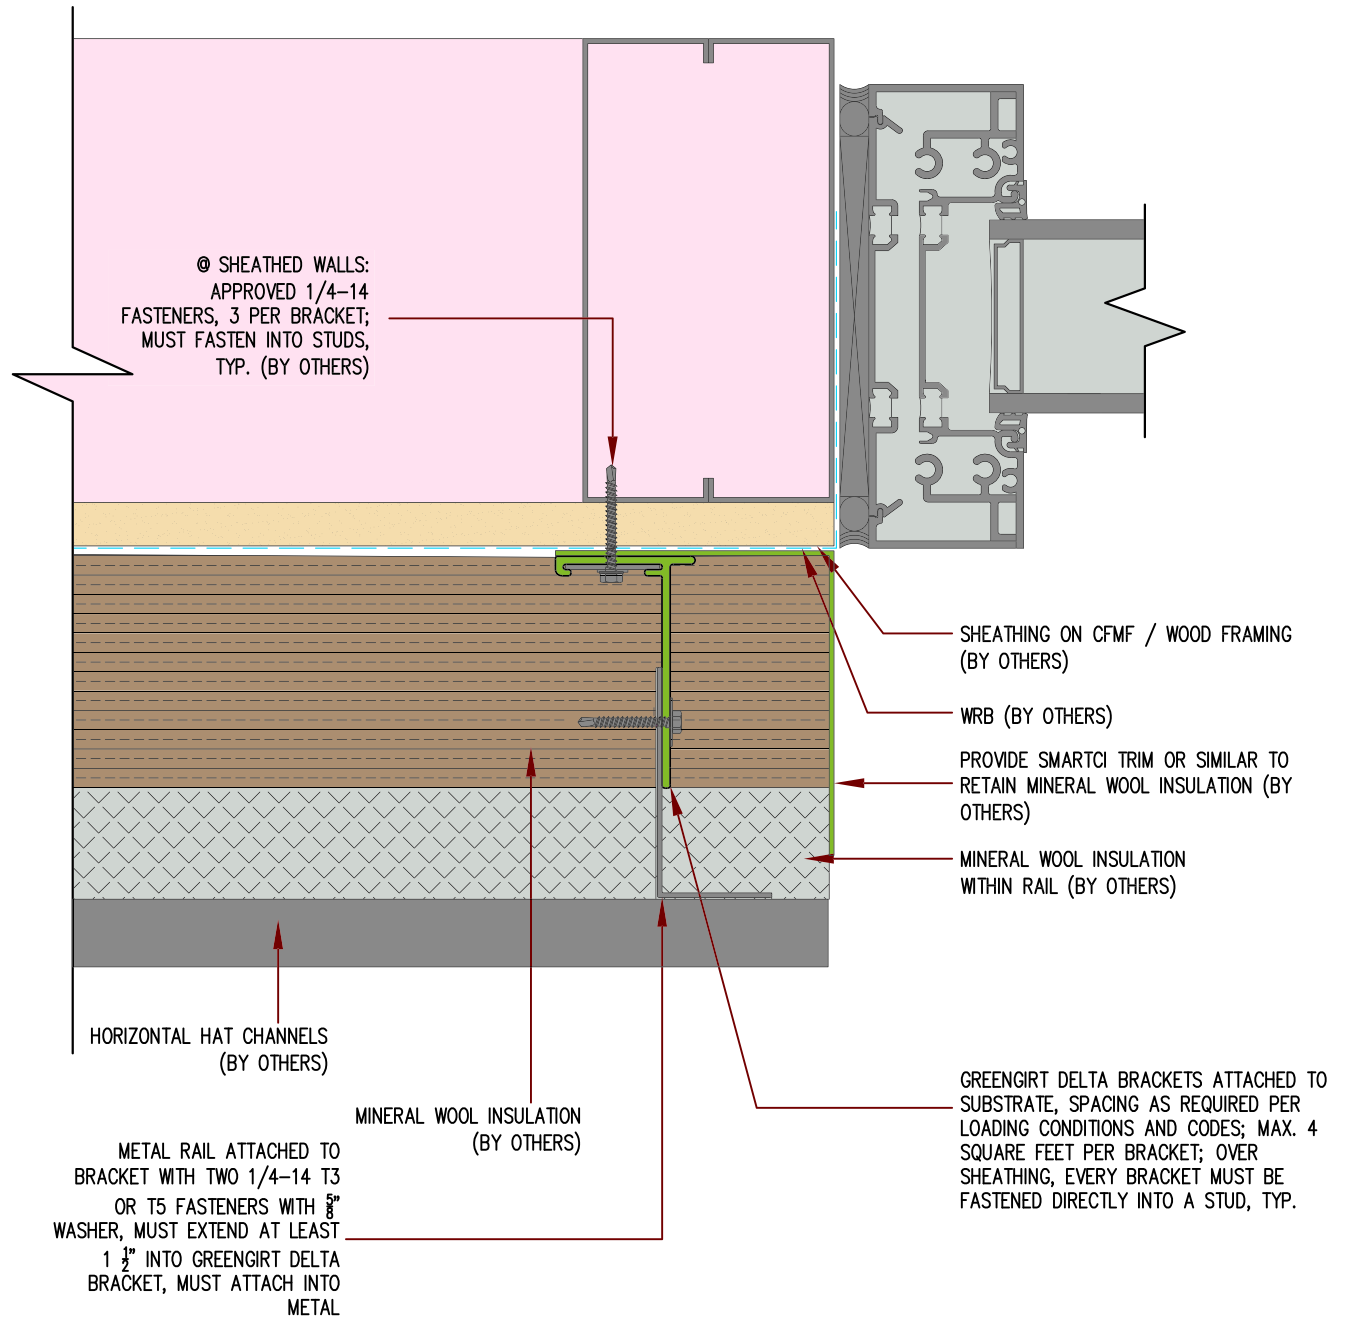 @ SHEATHED WALLS:
APPROVED 1/4-14
FASTENERS, 3 PER BRACKET;
MUST FASTEN INTO STUDS,
TYP. (BY OTHERS)
SHEATHING ON CFMF / WOOD FRAMING
(BY OTHERS)
WRB (BY OTHERS)
PROVIDE SMARTCI TRIM OR SIMILAR TO
RETAIN MINERAL WOOL INSULATION (BY
OTHERS)
MINERAL WOOL INSULATION
WITHIN RAIL (BY OTHERS)
HORIZONTAL HAT CHANNELS
(BY OTHERS)
MINERAL WOOL INSULATION
(BY OTHERS)
METAL RAIL ATTACHED TO
BRACKET WITH TWO 1/4-14 T3
OR T5 FASTENERS WITH 5/8"
WASHER, MUST EXTEND AT LEAST
1 1/2" INTO GREENGIRT DELTA
BRACKET, MUST ATTACH INTO
METAL
GREENGIRT DELTA BRACKETS ATTACHED TO
SUBSTRATE, SPACING AS REQUIRED PER
LOADING CONDITIONS AND CODES; MAX. 4
SQUARE FEET PER BRACKET; OVER
SHEATHING, EVERY BRACKET MUST BE
FASTENED DIRECTLY INTO A STUD, TYP.